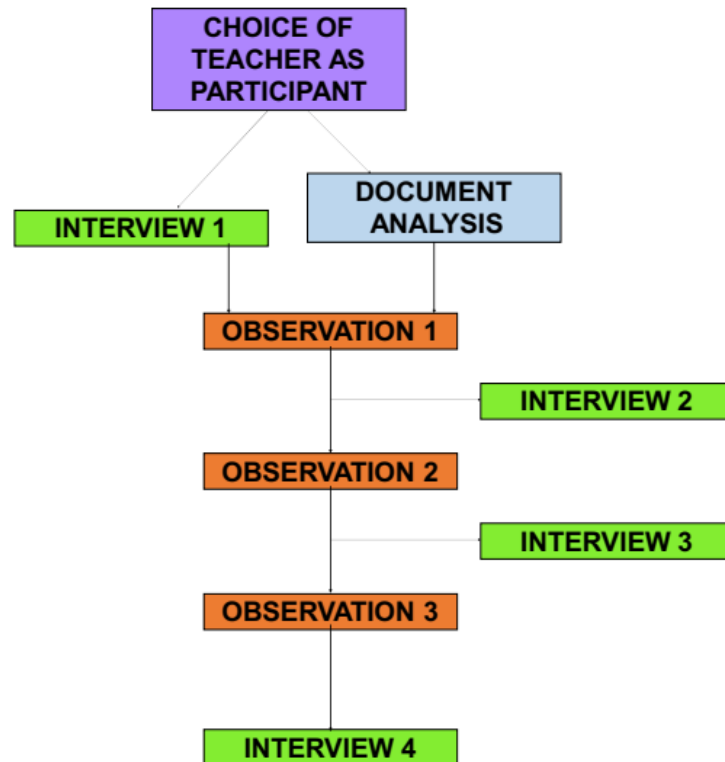 CHOICE OF
TEACHER AS
PARTICIPANT
INTERVIEW 1
DOCUMENT
ANALYSIS
OBSERVATION 1
INTERVIEW 2
OBSERVATION 2
INTERVIEW 3
OBSERVATION 3
INTERVIEW 4